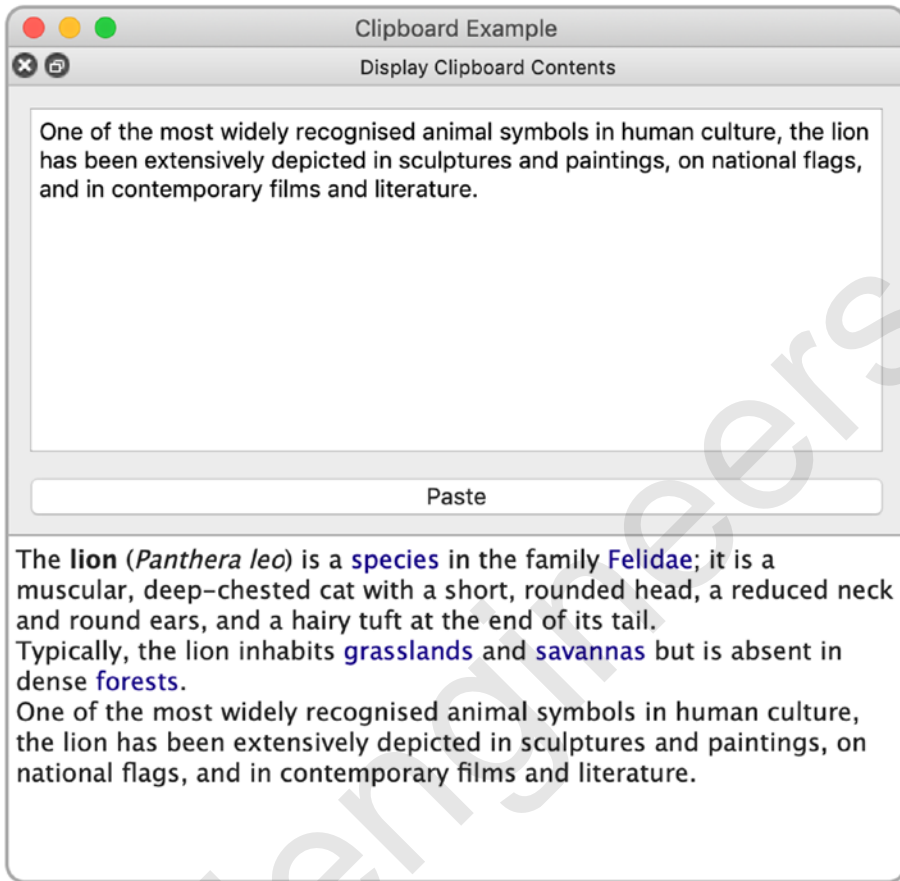 Clipboard Example
Display Clipboard Contents
One of the most widely recognised animal symbols in human culture, the lion
has been extensively depicted in sculptures and paintings, on national flags,
and in contemporary films and literature.
Paste
The lion (Panthera leo) is a species in the family Felidae; it is a
muscular, deep-chested cat with a short, rounded head, a reduced neck
and round ears, and a hairy tuft at the end of its tail.
Typically, the lion inhabits grasslands and savannas but is absent in
dense forests.
One of the most widely recognised animal symbols in human culture,
the lion has been extensively depicted in sculptures and paintings, on
national flags, and in contemporary films and literature.
engineers